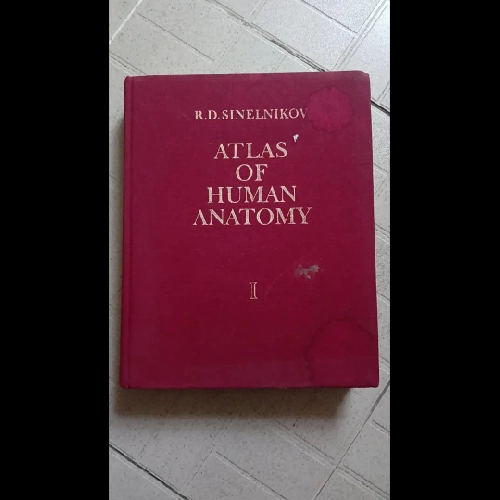 R.D. SINELNIKOV
ATLAS
OF
HUMAN
ANATOMY
I